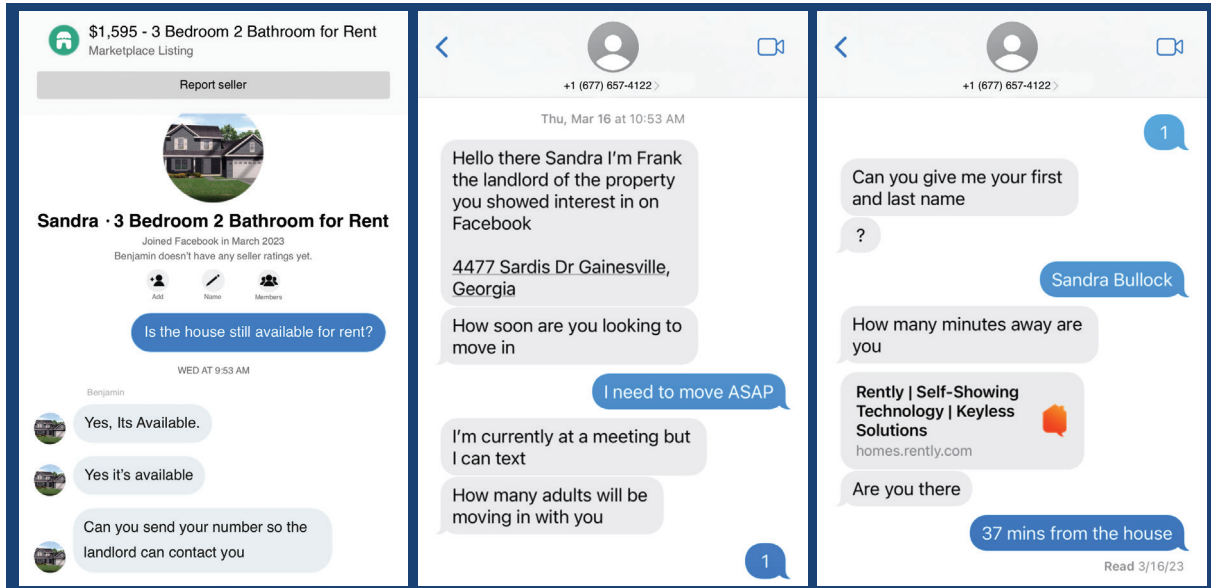 $1,595 - 3 Bedroom 2 Bathroom for Rent
Marketplace Listing
Report seller
Sandra · 3 Bedroom 2 Bathroom for Rent
Joined Facebook in March 2023
Benjamin doesn't have any seller ratings yet.
Add
Name
Members
Is the house still available for rent?
WED AT 9:53 AM
Benjamin
Yes, Its Available.
Yes it's available
Can you send your number so the
landlord can contact you
+1 (677) 657-4122
Thu, Mar 16 at 10:53 AM
Hello there Sandra I'm Frank
the landlord of the property
you showed interest in on
Facebook
4477 Sardis Dr Gainesville,
Georgia
How soon are you looking to
move in
I need to move ASAP
I'm currently at a meeting but
I can text
How many adults will be
moving in with you
1
+1 (677) 657-4122
1
Can you give me your first
and last name
?
Sandra Bullock
How many minutes away are
you
Rently | Self-Showing
Technology | Keyless
Solutions
homes.rently.com
Are you there
37 mins from the house
Read 3/16/23